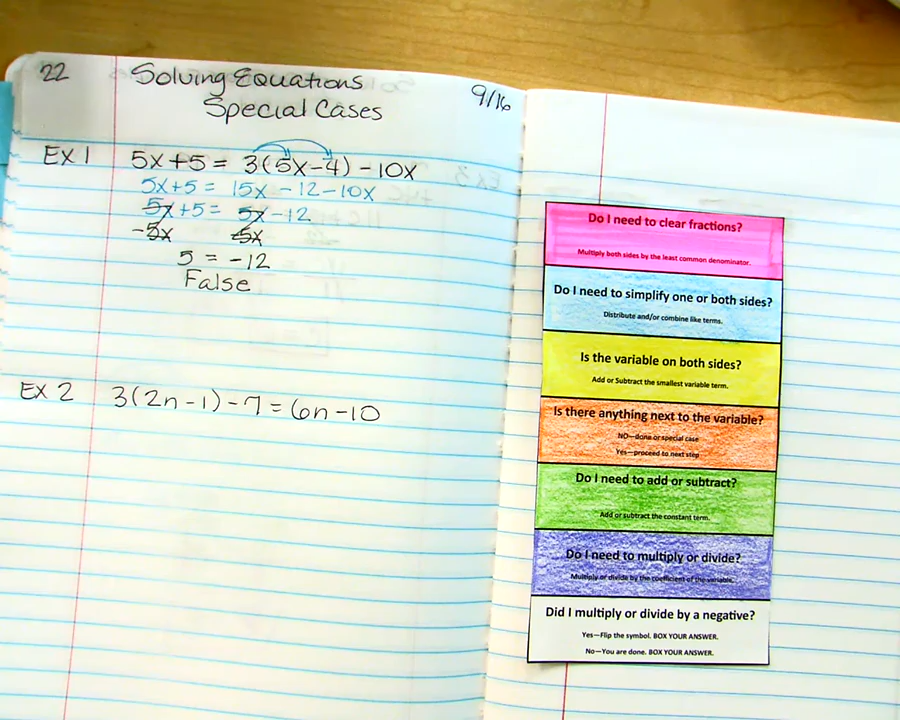 22
Solving Equations
Special Cases
9/16
Ex 1 5x+5 = 3(5x-4) - 10x
5x+5 = 15x - 12 - 10x
5x+5 = 5x - 12
-5x -5x
5 = -12
False
Ex 2 3(2n-1) - 7 = 6n - 10
Do I need to clear fractions?
Multiply both sides by the least common denominator.
Do I need to simplify one or both sides?
Distribute and/or combine like terms.
Is the variable on both sides?
Add or Subtract the smallest variable term.
Is there anything next to the variable?
NO—done or special case
Yes—proceed to next step
Do I need to add or subtract?
Add or subtract the constant term.
Do I need to multiply or divide?
Multiply or divide by the coefficient of the variable.
Did I multiply or divide by a negative?
Yes—Flip the symbol. BOX YOUR ANSWER.
No—You are done. BOX YOUR ANSWER.